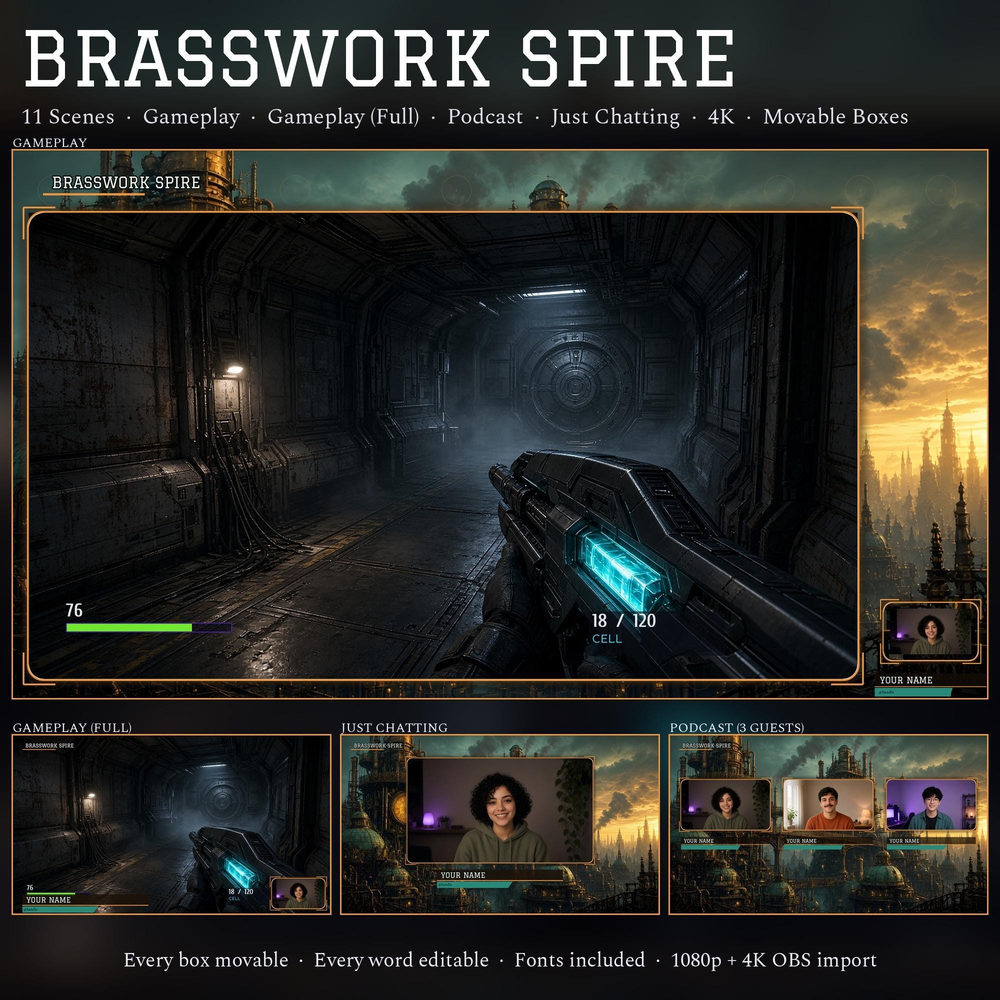 BRASSWORK SPIRE
11 Scenes · Gameplay · Gameplay (Full) · Podcast · Just Chatting · 4K · Movable Boxes
GAMEPLAY
BRASSWORK SPIRE
76
18 / 120
CELL
YOUR NAME
GAMEPLAY (FULL)
JUST CHATTING
PODCAST (3 GUESTS)
BRASSWORK SPIRE
76
18 / 120
CELL
YOUR NAME
BRASSWORK SPIRE
YOUR NAME
BRASSWORK SPIRE
YOUR NAME
YOUR NAME
YOUR NAME
Every box movable · Every word editable · Fonts included · 1080p + 4K OBS import